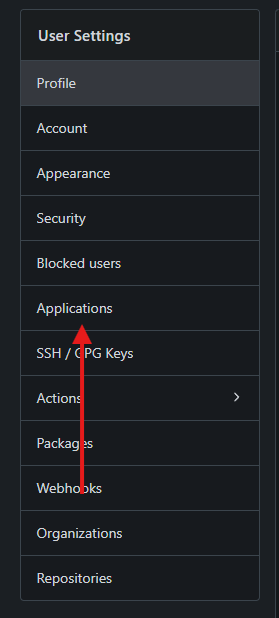 User Settings
Profile
Account
Appearance
Security
Blocked users
Applications
SSH / GPG Keys
Actions
Packages
Webhooks
Organizations
Repositories